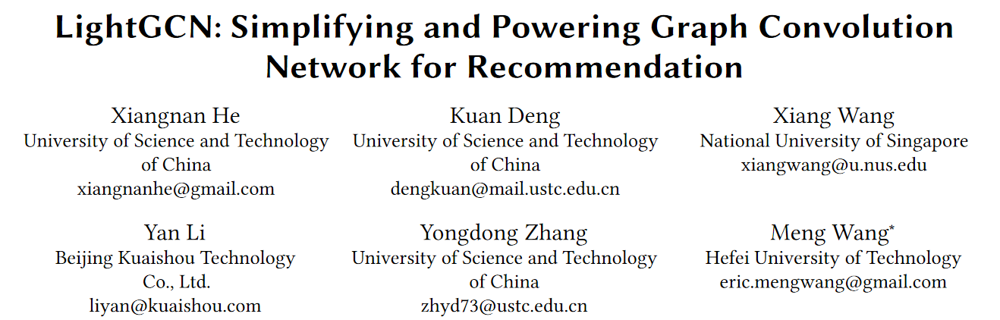 LightGCN: Simplifying and Powering Graph Convolution
Network for Recommendation
Xiangnan He
University of Science and Technology
of China
xiangnanhe@gmail.com
Kuan Deng
University of Science and Technology
of China
dengkuan@mail.ustc.edu.cn
Xiang Wang
National University of Singapore
xiangwang@u.nus.edu
Yan Li
Beijing Kuaishou Technology
Co., Ltd.
liyan@kuaishou.com
Yongdong Zhang
University of Science and Technology
of China
zhyd73@ustc.edu.cn
Meng Wang*
Hefei University of Technology
eric.mengwang@gmail.com